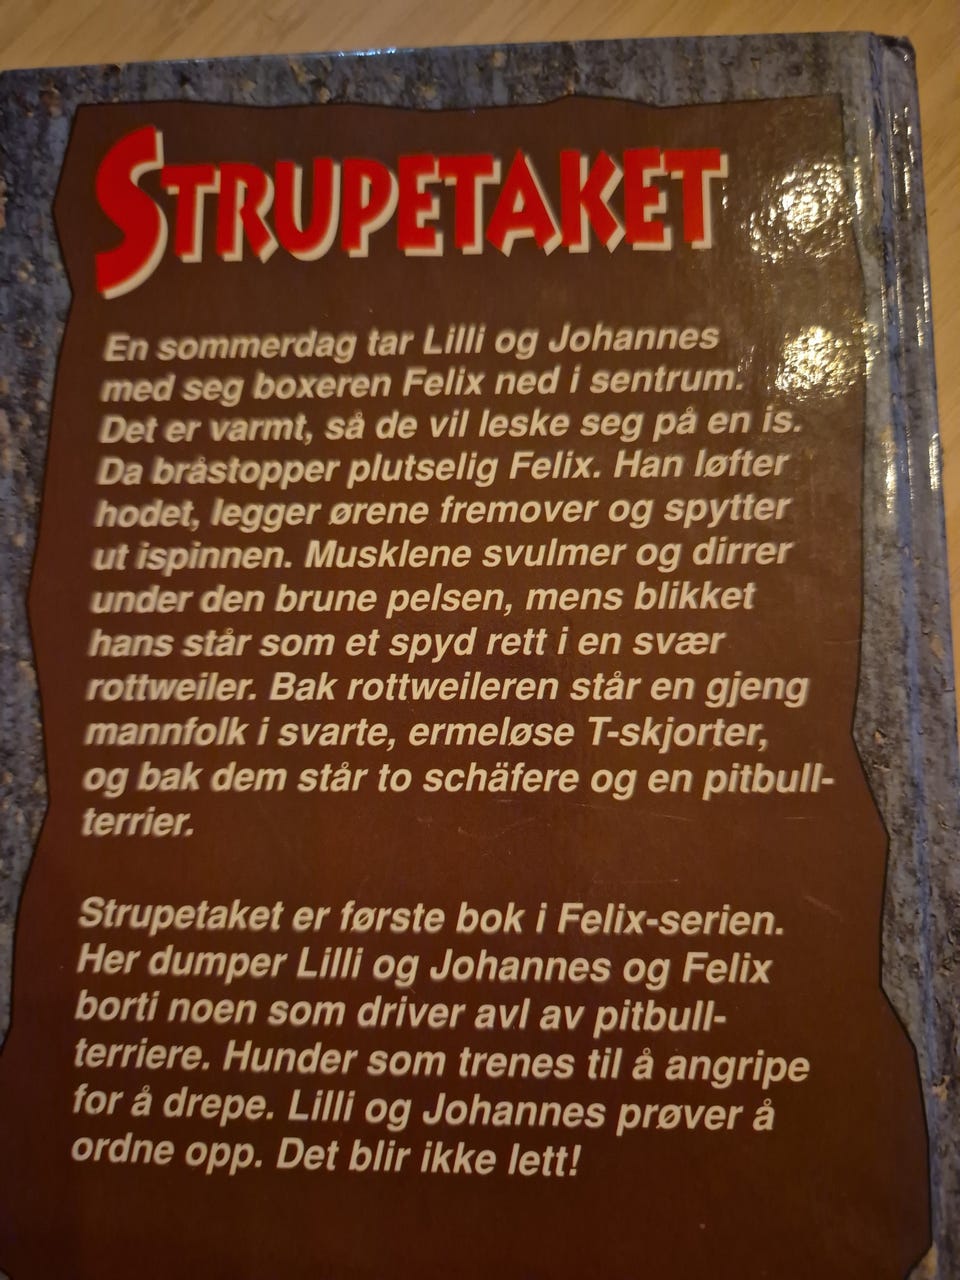 STRUPETAKET
En sommerdag tar Lilli og Johannes
med seg boxeren Felix ned i sentrum.
Det er varmt, så de vil leske seg på en is.
Da bråstopper plutselig Felix. Han løfter
hodet, legger ørene fremover og spytter
ut ispinnen. Musklene svulmer og dirrer
under den brune pelsen, mens blikket
hans står som et spyd rett i en svær
rottweiler. Bak rottweileren står en gjeng
mannfolk i svarte, ermeløse T-skjorter,
og bak dem står to schäfere og en pitbull-
terrier.
Strupetaket er første bok i Felix-serien.
Her dumper Lilli og Johannes og Felix
borti noen som driver avl av pitbull-
terriere. Hunder som trenes til å angripe
for å drepe. Lilli og Johannes prøver å
ordne opp. Det blir ikke lett!